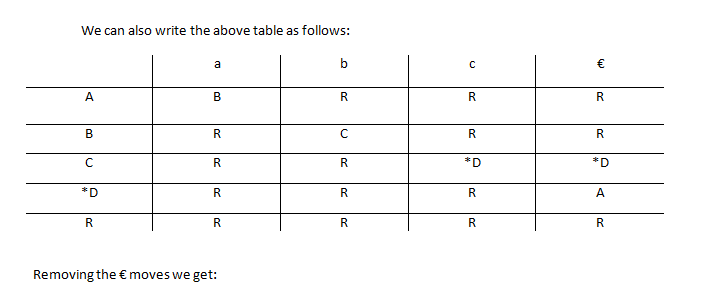 We can also write the above table as follows:
a b c €
A B R R R
B R C R R
C R R *D *D
*D R R R A
R R R R R
Removing the € moves we get: